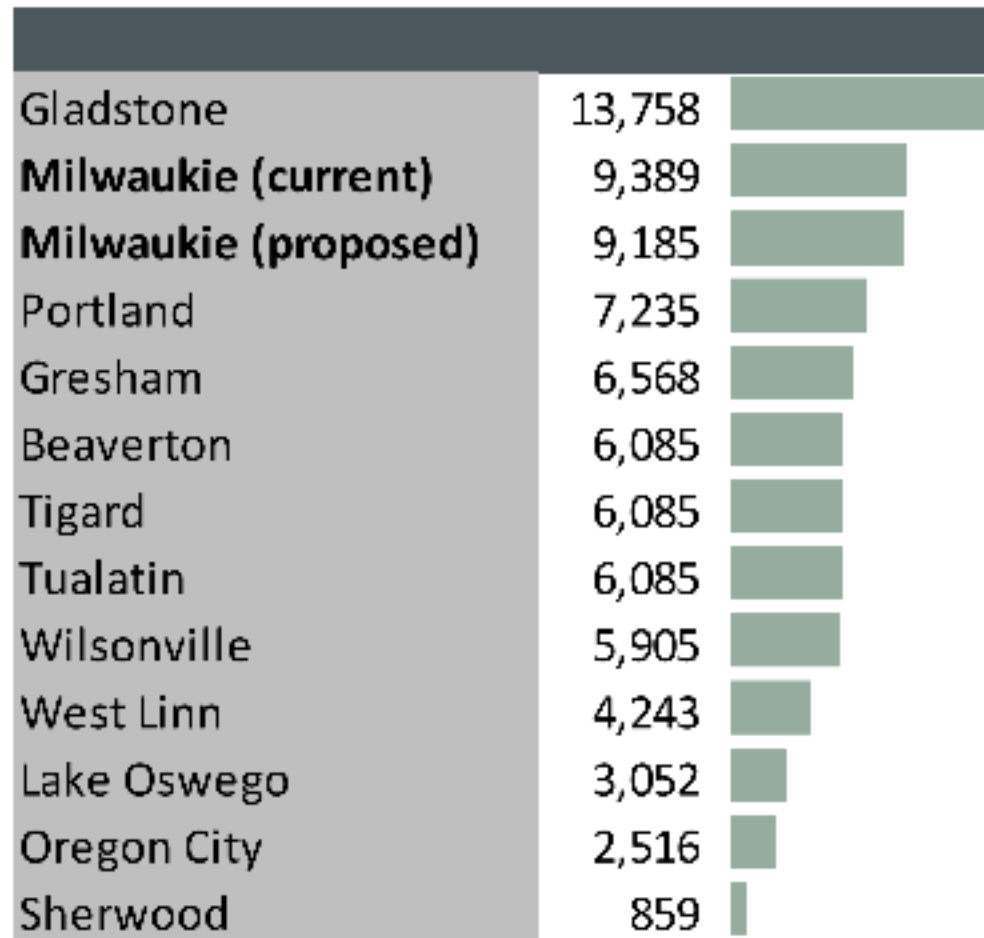 Gladstone 13,758
Milwaukie (current) 9,389
Milwaukie (proposed) 9,185
Portland 7,235
Gresham 6,568
Beaverton 6,085
Tigard 6,085
Tualatin 6,085
Wilsonville 5,905
West Linn 4,243
Lake Oswego 3,052
Oregon City 2,516
Sherwood 859